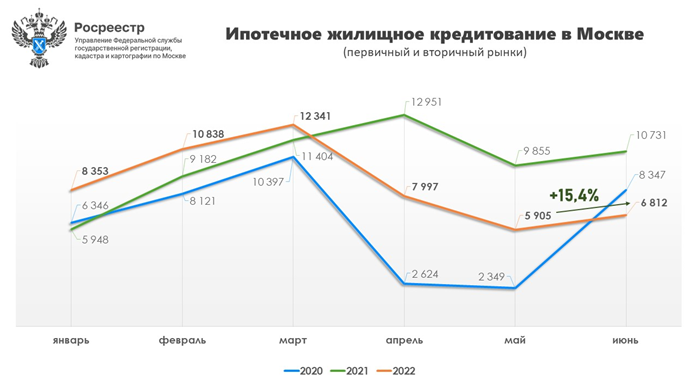 Росреестр
Управление Федеральной службы
государственной регистрации,
кадастра и картографии по Москве
Ипотечное жилищное кредитование в Москве
(первичный и вторичный рынки)
12 951
12 341
10 838
11 404
10 731
9 855
9 182
8 353
10 397
8 347
8 121
7 997
+15,4%
6 346
5 905
6 812
5 948
2 624
2 349
январь февраль март апрель май июнь
2020 2021 2022